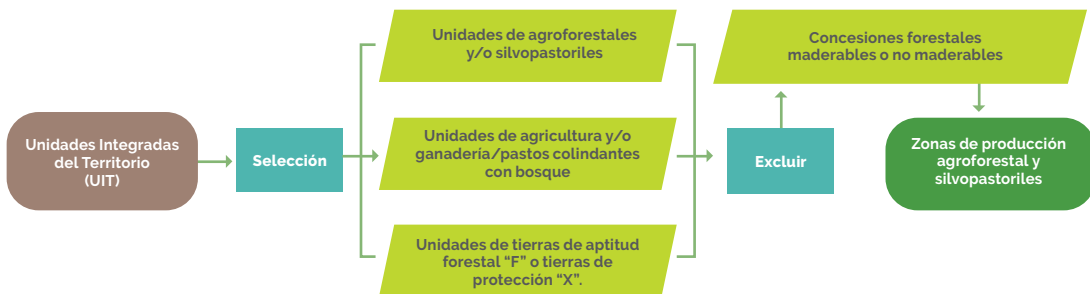 Unidades Integradas
del Territorio
(UIT)
Selección
Unidades de agroforestales
y/o silvopastoriles
Unidades de agricultura y/o
ganadería/pastos colindantes
con bosque
Unidades de tierras de aptitud
forestal “F” o tierras de
protección “X”.
Excluir
Concesiones forestales
maderables o no maderables
Zonas de producción
agroforestal y
silvopastoriles